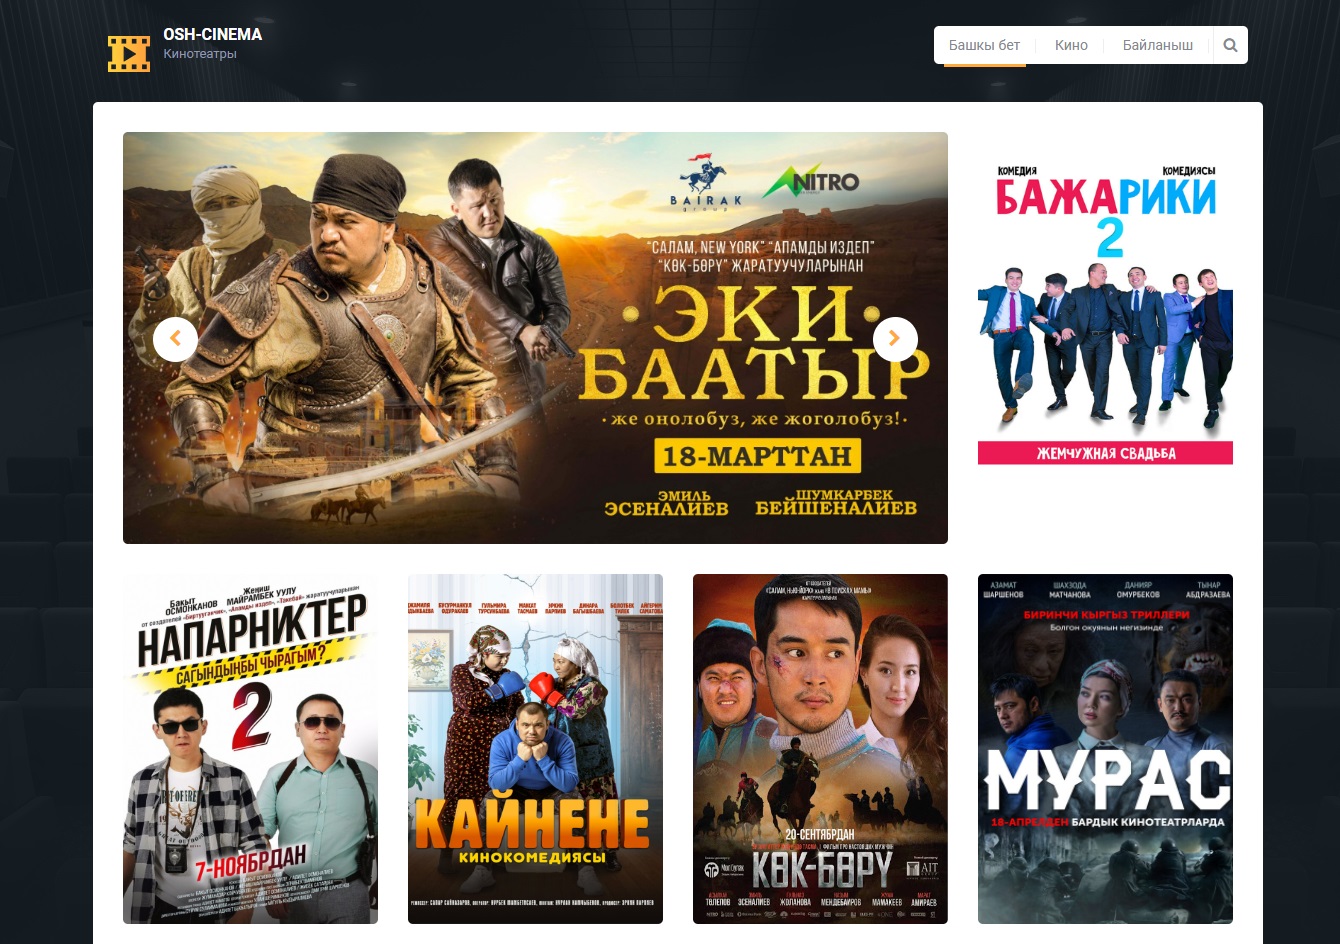 OSH-CINEMA
Кинотеатры
Башкы бет
Кино
Байланыш
BAIRAK
group
NITRO
"САЛАМ, NEW YORK" "АПАМДЫ ИЗДЕП"
"КӨК-БӨРҮ" ЖАРАТУУЧУЛАРЫНАН
·ЭКИ·
БААТЫР
·же онолобуз, же жоголобуз!·
18-МАРТТАН
ЭМИЛЬ
ЭСЕНАЛИЕВ
ШУМКАРБЕК
БЕЙШЕНАЛИЕВ
КОМЕДИЯ
КОМЕДИЯСЫ
БАЖАРИКИ
2
ЖЕМЧУЖНАЯ СВАДЬБА
Бакыт
ОСМОНКАНОВ
Жениш
МАЙРАМБЕК УУЛУ
НАПАРНИКТЕР
САГЫНДЫҢБЫ ЧЫРАГЫМ?
2
7-НОЯБРДАН
КАЙНЕНЕ
КИНОКОМЕДИЯСЫ
20-СЕНТЯБРДАН
КӨК-БӨРҮ
АЗАМАТ
ШАРШЕНОВ
ШАХЗОДА
МАТЧАНОВА
ДАНИЯР
ОМУРБЕКОВ
ТЫНАР
АБДРАЗАЕВА
БИРИНЧИ КЫРГЫЗ ТРИЛЛЕРИ
Болгон окуянын негизинде
МУРАС
18-АПРЕЛДЕН БАРДЫК КИНОТЕАТРЛАРДА